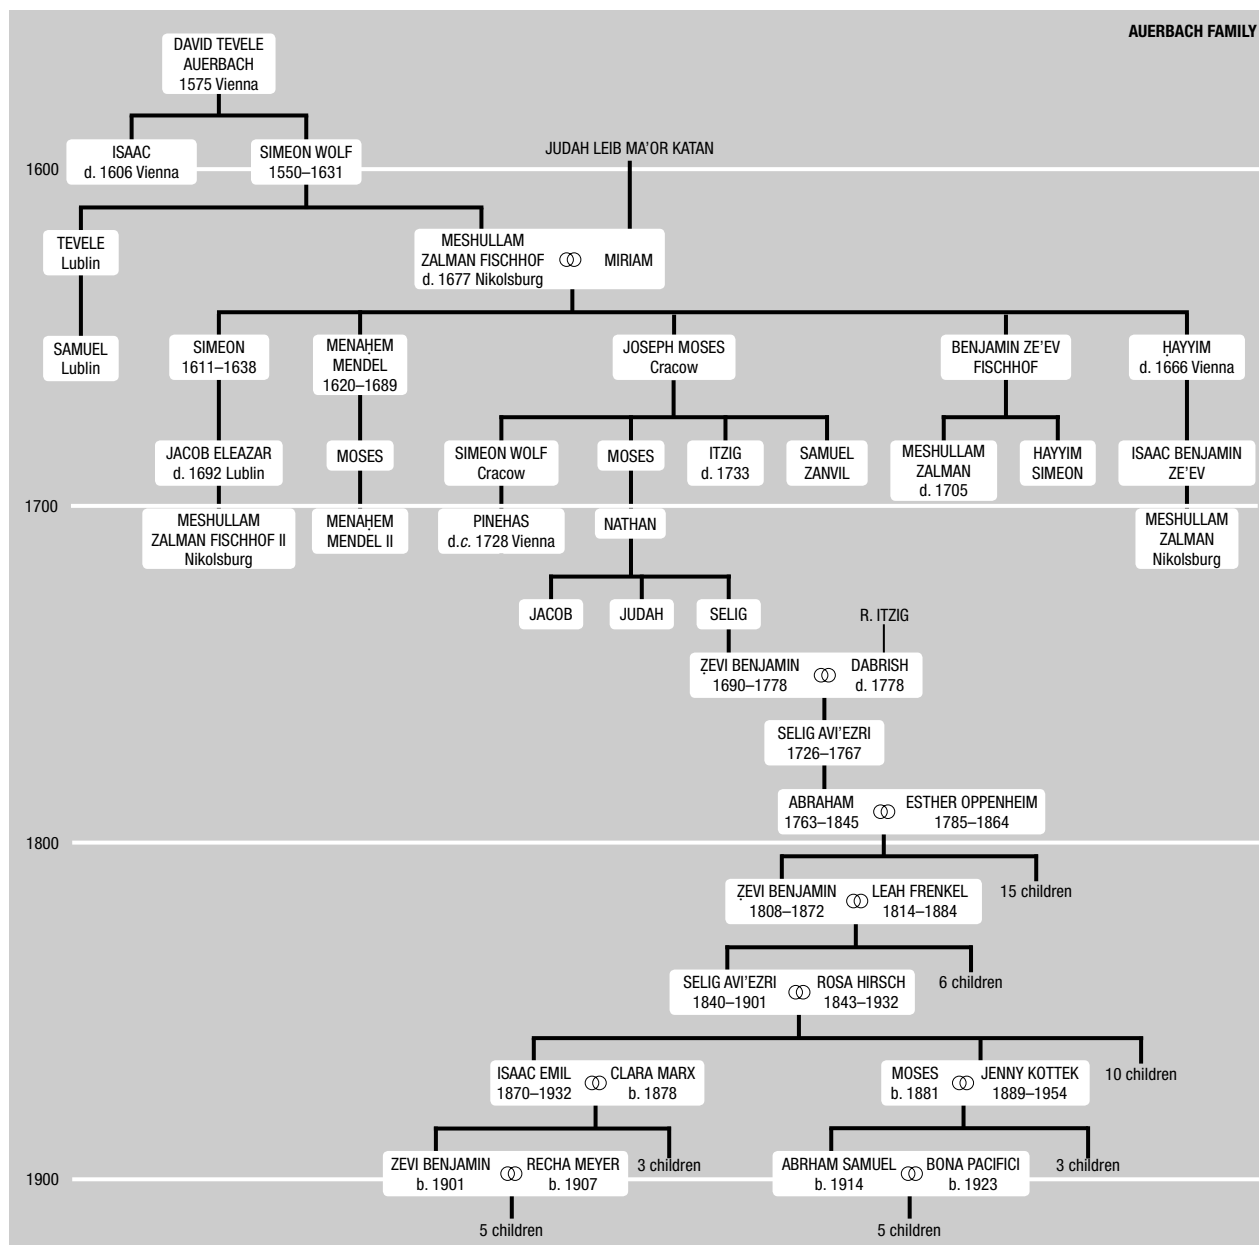 AUERBACH FAMILY
DAVID TEVELE
AUERBACH
1575 Vienna
ISAAC
d. 1606 Vienna
SIMEON WOLF
1550–1631
JUDAH LEIB MA’OR KATAN
1600
TEVELE
Lublin
MESHULLAM
ZALMAN FISCHHOF
d. 1677 Nikolsburg
MIRIAM
SAMUEL
Lublin
SIMEON
1611–1638
MENAḤEM
MENDEL
1620–1689
JOSEPH MOSES
Cracow
BENJAMIN ZE’EV
FISCHHOF
ḤAYYIM
d. 1666 Vienna
JACOB ELEAZAR
d. 1692 Lublin
MOSES
SIMEON WOLF
Cracow
MOSES
ITZIG
d. 1733
SAMUEL
ZANVIL
MESHULLAM
ZALMAN
d. 1705
HAYYIM
SIMEON
ISAAC BENJAMIN
ZE’EV
1700
MESHULLAM
ZALMAN FISCHHOF II
Nikolsburg
MENAḤEM
MENDEL II
PINEHAS
d.c. 1728 Vienna
NATHAN
MESHULLAM
ZALMAN
Nikolsburg
JACOB
JUDAH
SELIG
R. ITZIG
ẒEVI BENJAMIN
1690–1778
DABRISH
d. 1778
SELIG AVI’EZRI
1726–1767
ABRAHAM
1763–1845
ESTHER OPPENHEIM
1785–1864
1800
ẒEVI BENJAMIN
1808–1872
LEAH FRENKEL
1814–1884
15 children
SELIG AVI’EZRI
1840–1901
ROSA HIRSCH
1843–1932
6 children
ISAAC EMIL
1870–1932
CLARA MARX
b. 1878
MOSES
b. 1881
JENNY KOTTEK
1889–1954
10 children
ZEVI BENJAMIN
b. 1901
RECHA MEYER
b. 1907
3 children
ABRHAM SAMUEL
b. 1914
BONA PACIFICI
b. 1923
3 children
1900
5 children
5 children